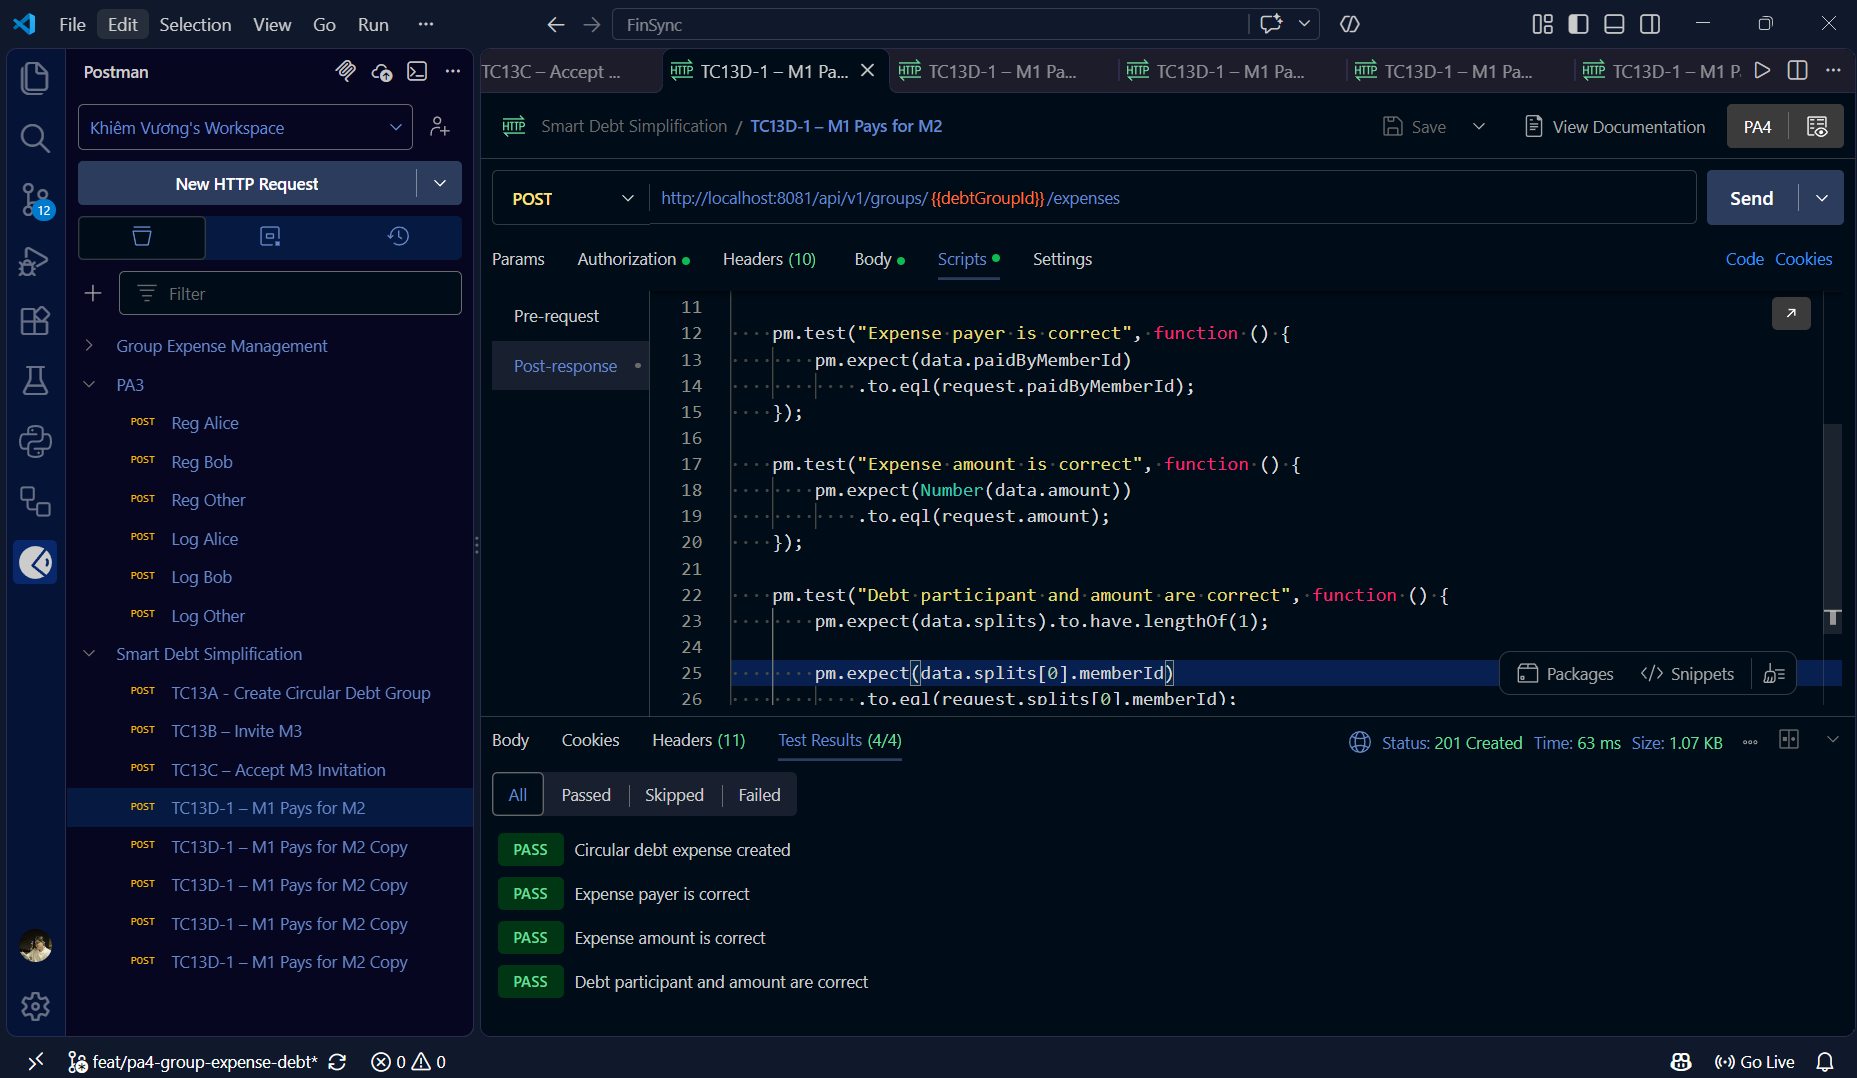 File Edit Selection View Go Run ...
FinSync
Postman
Khiêm Vương's Workspace
New HTTP Request
Filter
Group Expense Management
PA3
POST Reg Alice
POST Reg Bob
POST Reg Other
POST Log Alice
POST Log Bob
POST Log Other
Smart Debt Simplification
POST TC13A - Create Circular Debt Group
POST TC13B – Invite M3
POST TC13C – Accept M3 Invitation
POST TC13D-1 – M1 Pays for M2
POST TC13D-1 – M1 Pays for M2 Copy
POST TC13D-1 – M1 Pays for M2 Copy
POST TC13D-1 – M1 Pays for M2 Copy
POST TC13D-1 – M1 Pays for M2 Copy
12
TC13C – Accept ... HTTP TC13D-1 – M1 Pa... HTTP TC13D-1 – M1 Pa... HTTP TC13D-1 – M1 Pa... HTTP TC13D-1 – M1 Pa... HTTP TC13D-1 – M1 P
HTTP Smart Debt Simplification / TC13D-1 – M1 Pays for M2
Save View Documentation PA4
POST http://localhost:8081/api/v1/groups/{{debtGroupId}}/expenses Send
Params Authorization Headers (10) Body Scripts Settings Code Cookies
Pre-request
Post-response
11
12 pm.test("Expense payer is correct", function () {
13 pm.expect(data.paidByMemberId)
14 .to.eql(request.paidByMemberId);
15 });
16
17 pm.test("Expense amount is correct", function () {
18 pm.expect(Number(data.amount))
19 .to.eql(request.amount);
20 });
21
22 pm.test("Debt participant and amount are correct", function () {
23 pm.expect(data.splits).to.have.lengthOf(1);
24
25 pm.expect(data.splits[0].memberId)
26 .to.eql(request.splits[0].memberId);
Packages </> Snippets
Body Cookies Headers (11) Test Results (4/4)
Status: 201 Created Time: 63 ms Size: 1.07 KB
All Passed Skipped Failed
PASS Circular debt expense created
PASS Expense payer is correct
PASS Expense amount is correct
PASS Debt participant and amount are correct
feat/pa4-group-expense-debt* 0 0
Go Live